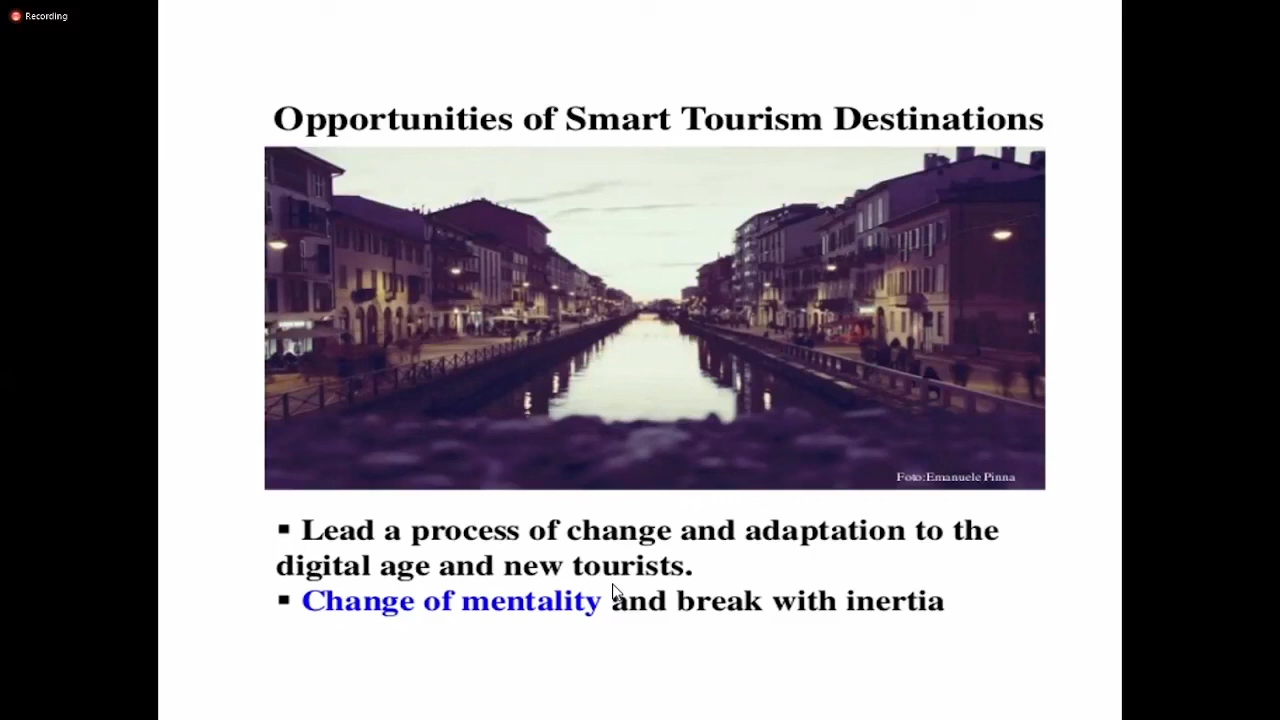 Recording
Opportunities of Smart Tourism Destinations
Foto:Emanuele Pinna
▪ Lead a process of change and adaptation to the
digital age and new tourists.
▪ Change of mentality and break with inertia